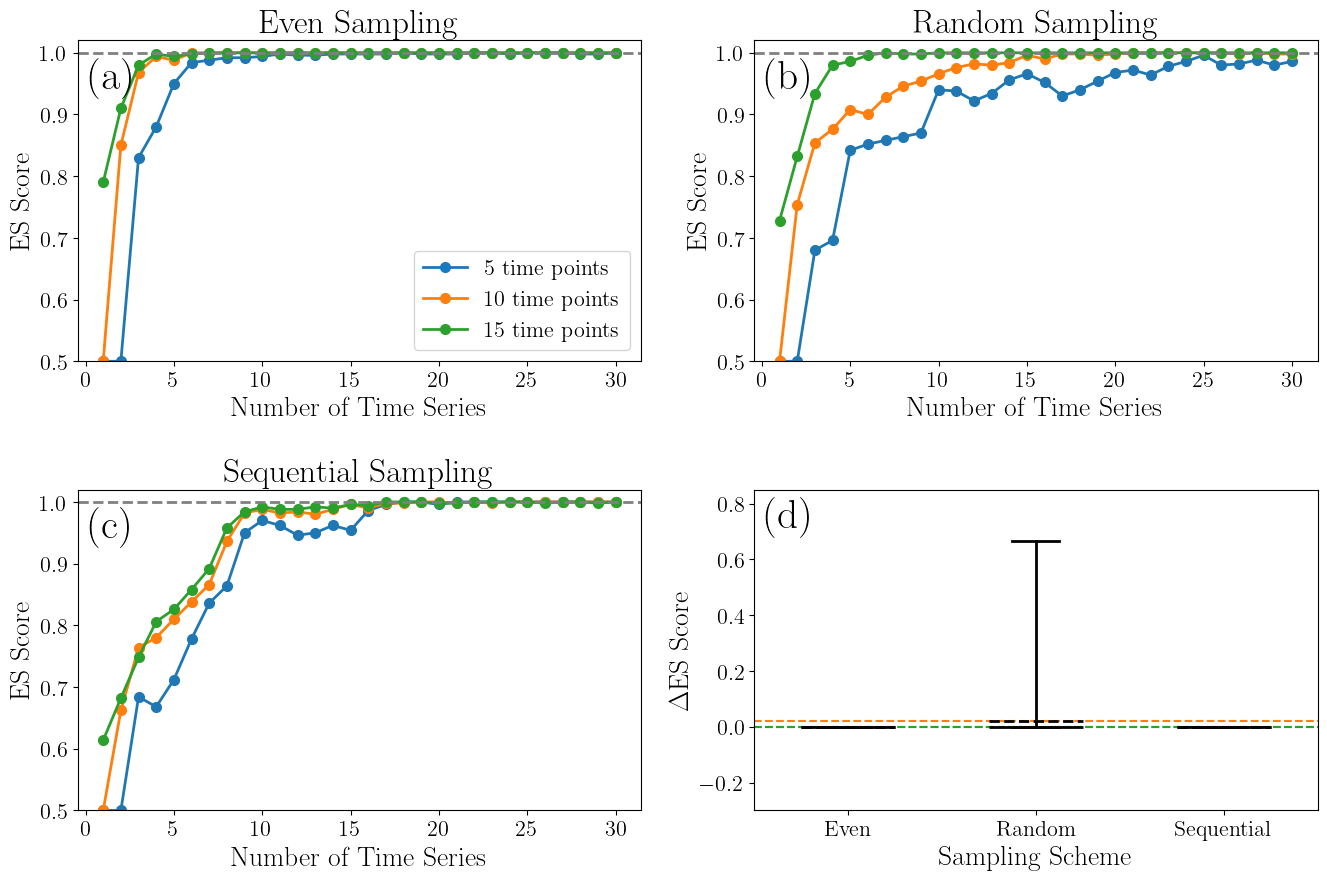 Even Sampling
(a)
ES Score
1.0
0.9
0.8
0.7
0.6
0.5
0 5 10 15 20 25 30
Number of Time Series
5 time points
10 time points
15 time points
Random Sampling
(b)
ES Score
1.0
0.9
0.8
0.7
0.6
0.5
0 5 10 15 20 25 30
Number of Time Series
Sequential Sampling
(c)
ES Score
1.0
0.9
0.8
0.7
0.6
0.5
0 5 10 15 20 25 30
Number of Time Series
(d)
ΔES Score
0.8
0.6
0.4
0.2
0.0
−0.2
Even Random Sequential
Sampling Scheme